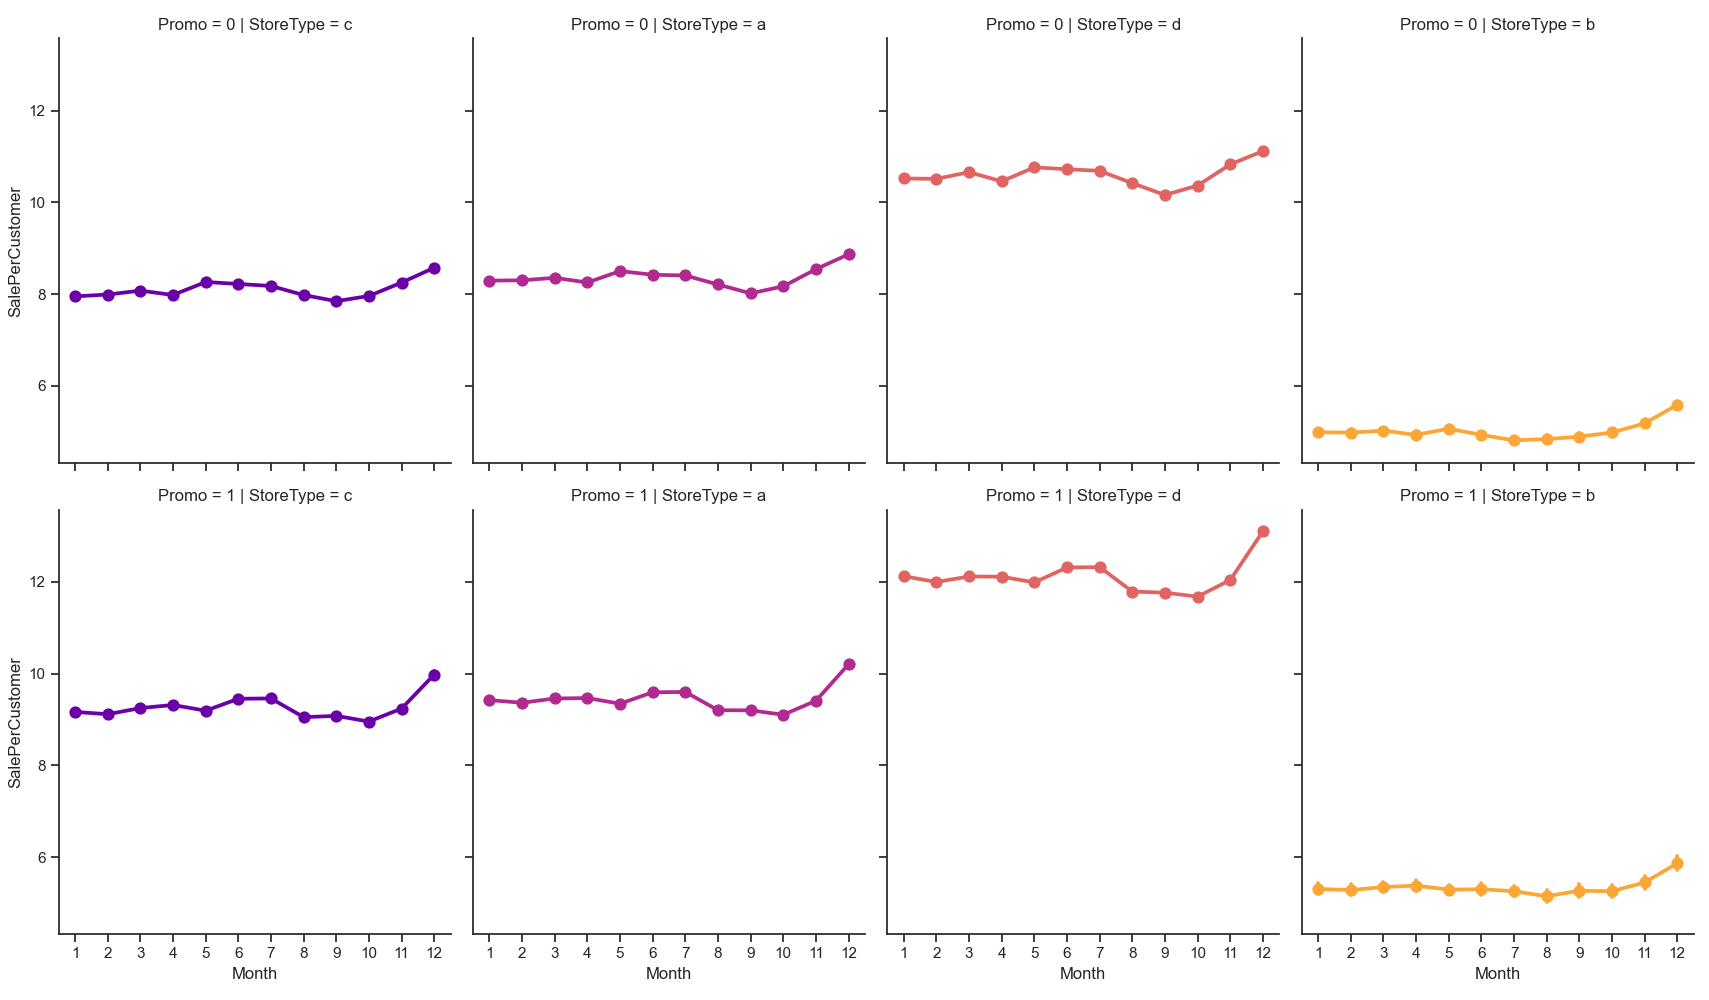 Promo = 0 | StoreType = c
Promo = 0 | StoreType = a
Promo = 0 | StoreType = d
Promo = 0 | StoreType = b
12
10
8
6
SalePerCustomer
Promo = 1 | StoreType = c
Promo = 1 | StoreType = a
Promo = 1 | StoreType = d
Promo = 1 | StoreType = b
12
10
8
6
SalePerCustomer
1 2 3 4 5 6 7 8 9 10 11 12
1 2 3 4 5 6 7 8 9 10 11 12
1 2 3 4 5 6 7 8 9 10 11 12
1 2 3 4 5 6 7 8 9 10 11 12
Month
Month
Month
Month